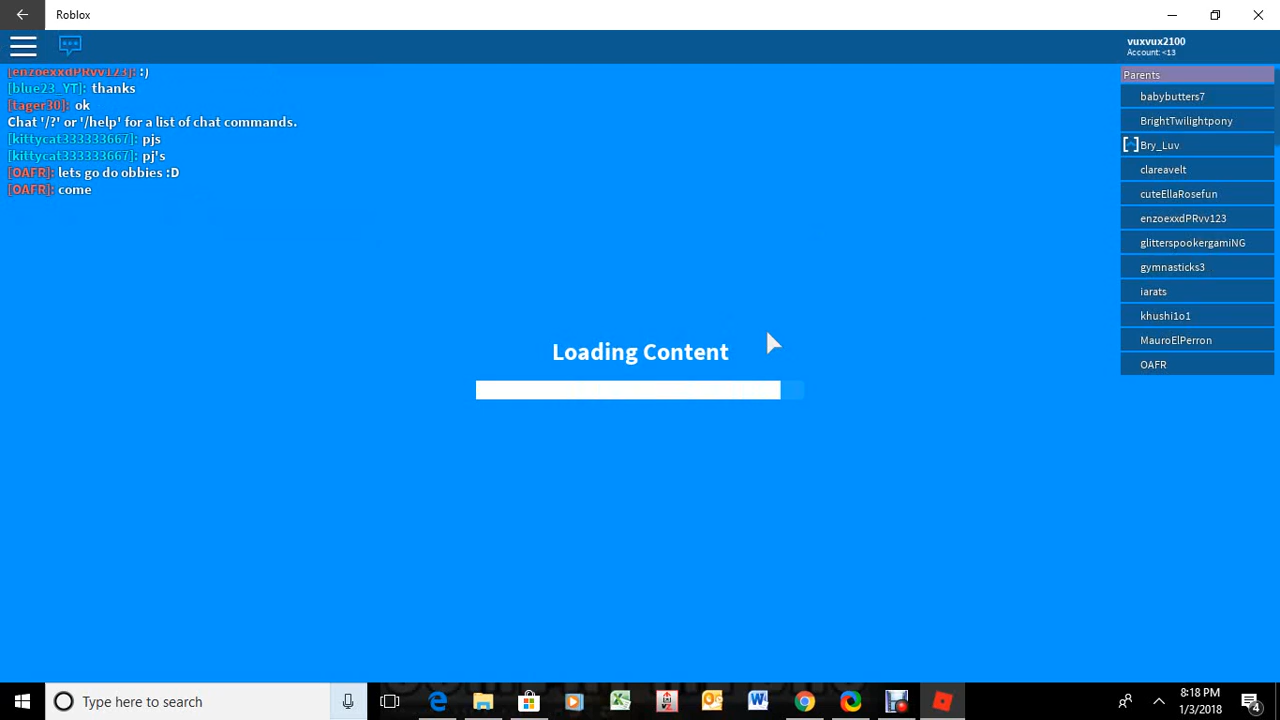 Roblox
vuxvux2100
Account: <13
[enzoexxdPRvv123]: :)
[blue23_YT]: thanks
[tager30]: ok
Chat '/?' or '/help' for a list of chat commands.
[kittycat333333667]: pjs
[kittycat333333667]: pj's
[OAFR]: lets go do obbies :D
[OAFR]: come
Parents
babybutters7
BrightTwilightpony
Bry_Luv
clareavelt
cuteEllaRosefun
enzoexxdPRvv123
glitterspookergamiNG
gymnasticks3
iarats
khushi1o1
MauroElPerron
OAFR
Loading Content
Type here to search
8:18 PM
1/3/2018
4